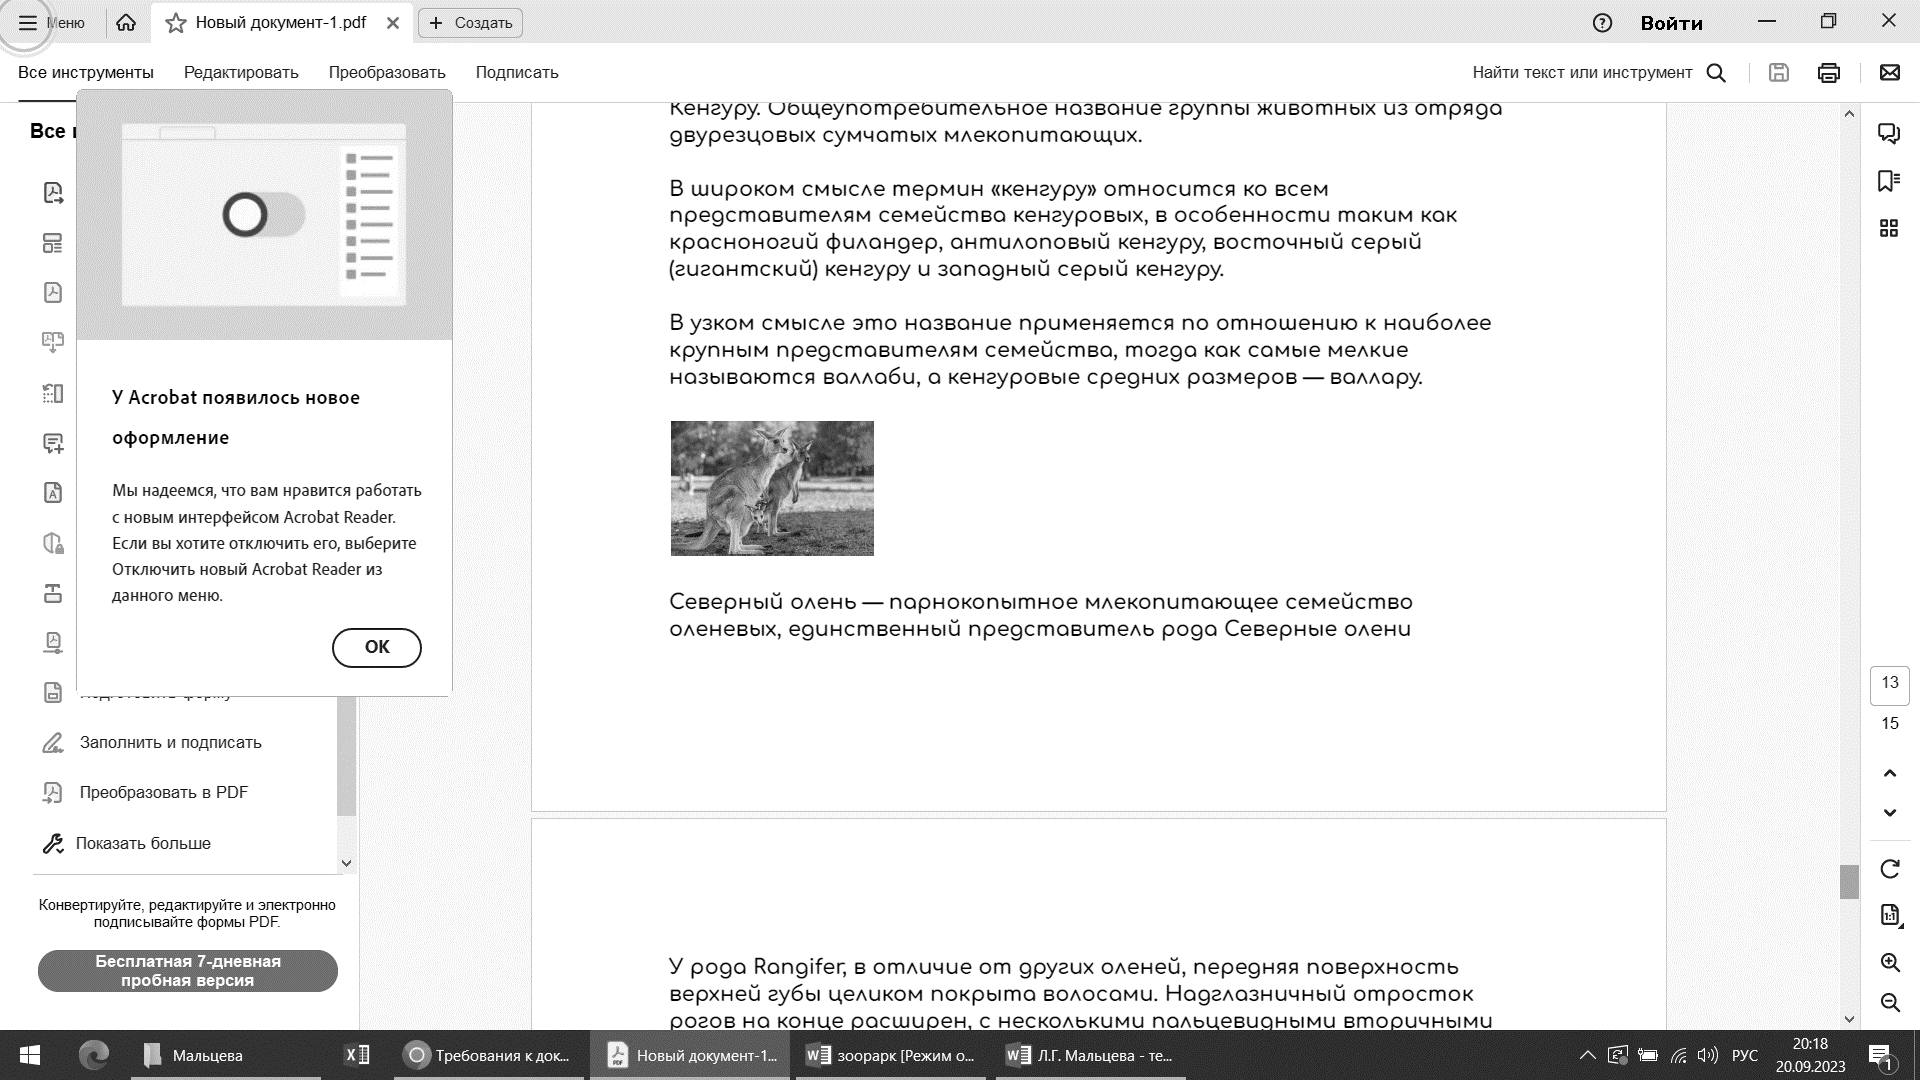 Меню
Новый документ-1.pdf
Создать
Войти
Все инструменты
Редактировать
Преобразовать
Подписать
Найти текст или инструмент
Все
У Acrobat появилось новое
оформление
Мы надеемся, что вам нравится работать
с новым интерфейсом Acrobat Reader.
Если вы хотите отключить его, выберите
Отключить новый Acrobat Reader из
данного меню.
OK
Заполнить и подписать
Преобразовать в PDF
Показать больше
Конвертируйте, редактируйте и электронно
подписывайте формы PDF.
Бесплатная 7-дневная
пробная версия
Кенгуру. Общеупотребительное название группы животных из отряда
двурезцовых сумчатых млекопитающих.
В широком смысле термин «кенгуру» относится ко всем
представителям семейства кенгуровых, в особенности таким как
красноногий филандер, антилоповый кенгуру, восточный серый
(гигантский) кенгуру и западный серый кенгуру.
В узком смысле это название применяется по отношению к наиболее
крупным представителям семейства, тогда как самые мелкие
называются валлаби, а кенгуровые средних размеров — валлару.
Северный олень — парнокопытное млекопитающее семейство
оленевых, единственный представитель рода Северные олени
У рода Rangifer, в отличие от других оленей, передняя поверхность
верхней губы целиком покрыта волосами. Надглазничный отросток
рогов на конце расширен, с несколькими пальцевидными вторичными
13
15
Мальцева
Требования к док...
Новый документ-1...
зоорарк [Режим о...
Л.Г. Мальцева - те...
РУС
20:18
20.09.2023
1